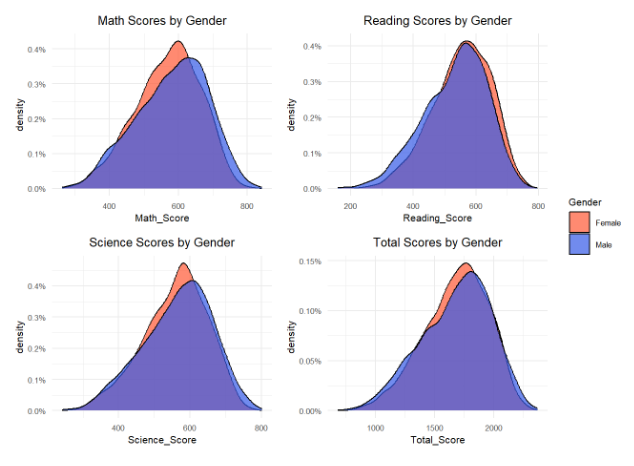 Math Scores by Gender
0.4%
0.3%
0.2%
0.1%
0.0%
density
400 600 800
Math_Score
Reading Scores by Gender
0.4%
0.3%
0.2%
0.1%
0.0%
density
200 400 600 800
Reading_Score
Science Scores by Gender
0.4%
0.3%
0.2%
0.1%
0.0%
density
400 600 800
Science_Score
Total Scores by Gender
0.15%
0.10%
0.05%
0.00%
density
1000 1500 2000
Total_Score
Gender
Female
Male